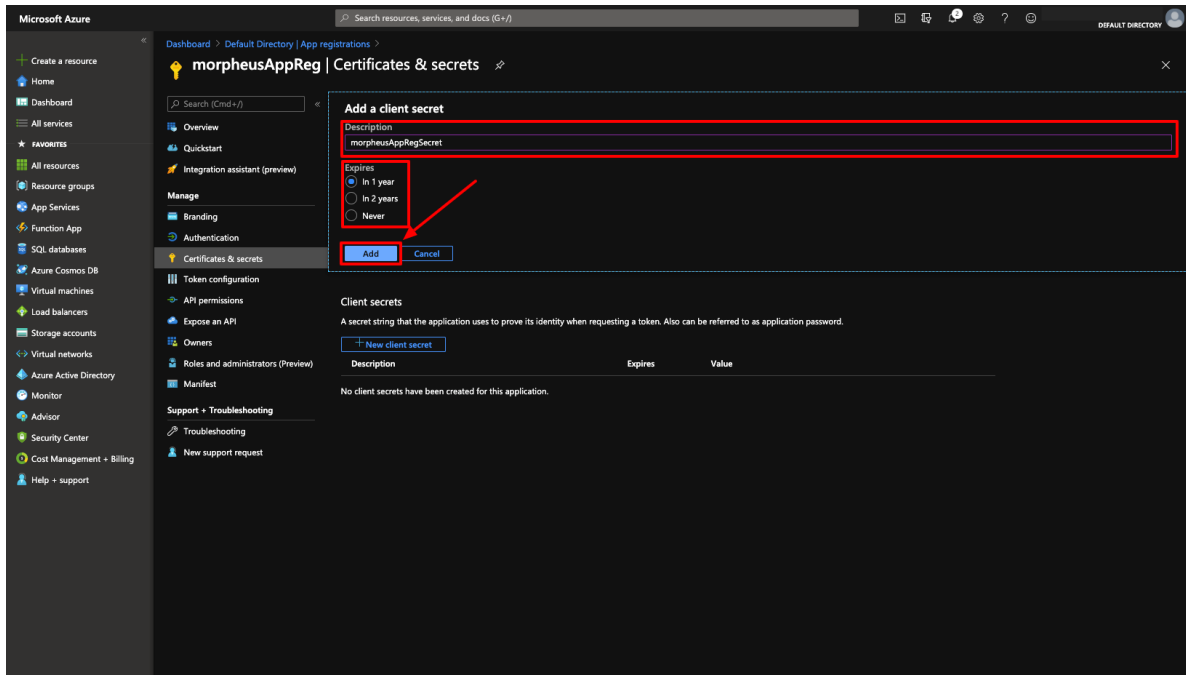 Microsoft Azure
Search resources, services, and docs (G+/)
2
DEFAULT DIRECTORY
Create a resource
Home
Dashboard
All services
FAVORITES
All resources
Resource groups
App Services
Function App
SQL databases
Azure Cosmos DB
Virtual machines
Load balancers
Storage accounts
Virtual networks
Azure Active Directory
Monitor
Advisor
Security Center
Cost Management + Billing
Help + support
Dashboard > Default Directory | App registrations >
morpheusAppReg | Certificates & secrets
Search (Cmd+/)
Overview
Quickstart
Integration assistant (preview)
Manage
Branding
Authentication
Certificates & secrets
Token configuration
API permissions
Expose an API
Owners
Roles and administrators (Preview)
Manifest
Support + Troubleshooting
Troubleshooting
New support request
Add a client secret
Description
morpheusAppRegSecret
Expires
In 1 year
In 2 years
Never
Add Cancel
Client secrets
A secret string that the application uses to prove its identity when requesting a token. Also can be referred to as application password.
New client secret
Description Expires Value
No client secrets have been created for this application.